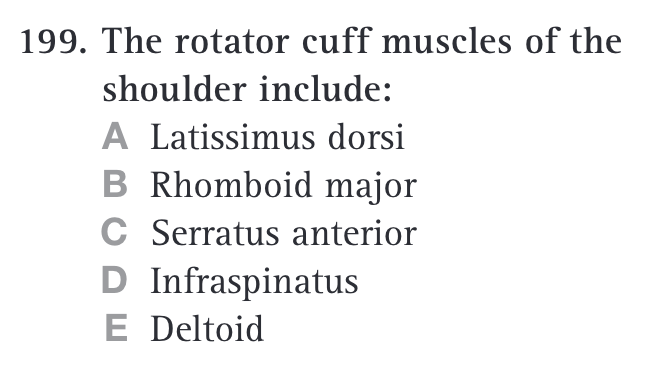 199. The rotator cuff muscles of the
shoulder include:
A Latissimus dorsi
B Rhomboid major
C Serratus anterior
D Infraspinatus
E Deltoid